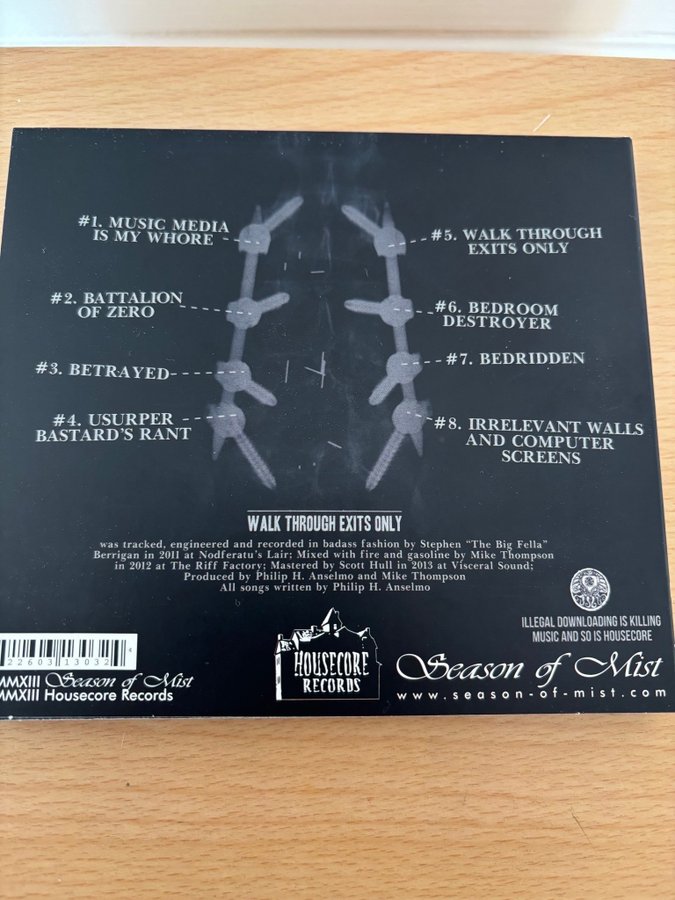 #1. MUSIC MEDIA
IS MY WHORE
#2. BATTALION
OF ZERO
#3. BETRAYED
#4. USURPER
BASTARD'S RANT
#5. WALK THROUGH
EXITS ONLY
#6. BEDROOM
DESTROYER
#7. BEDRIDDEN
#8. IRRELEVANT WALLS
AND COMPUTER
SCREENS
WALK THROUGH EXITS ONLY
was tracked, engineered and recorded in badass fashion by Stephen "The Big Fella"
Berrigan in 2011 at Nodferatu's Lair; Mixed with fire and gasoline by Mike Thompson
in 2012 at The Riff Factory; Mastered by Scott Hull in 2013 at Visceral Sound;
Produced by Philip H. Anselmo and Mike Thompson
All songs written by Philip H. Anselmo
ILLEGAL DOWNLOADING IS KILLING
MUSIC AND SO IS HOUSECORE
22603 13032
MMXIII Season of Mist
MMXIII Housecore Records
HOUSECORE
RECORDS
Season of Mist
www.season-of-mist.com